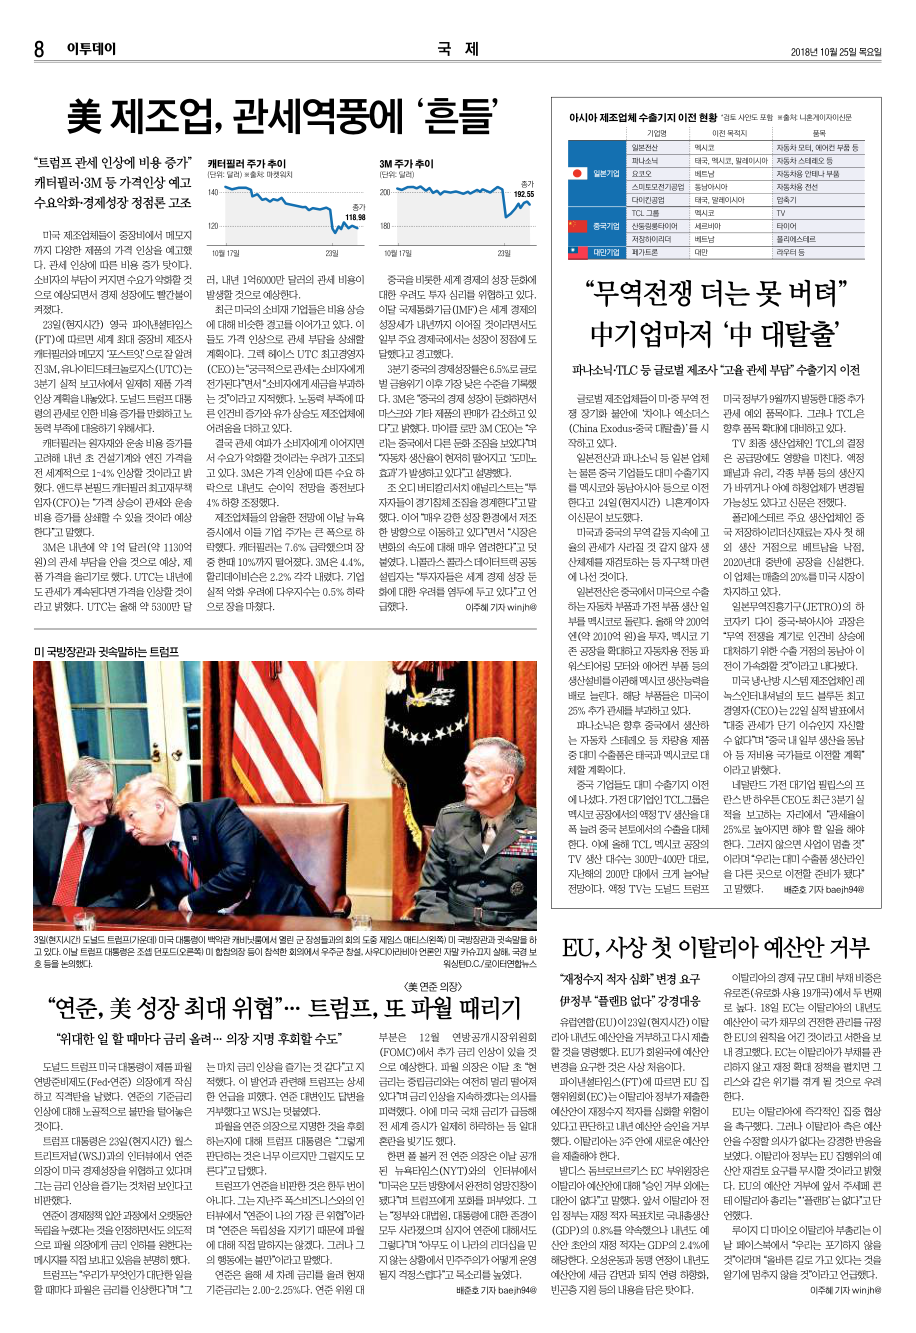 8 이투데이
국 제
2018년 10월 25일 목요일
美 제조업, 관세역풍에 ‘흔들’
“트럼프 관세 인상에 비용 증가”
캐터필러·3M 등 가격인상 예고
수요악화·경제성장 정점론 고조
캐터필러 주가 추이
(단위: 달러) ※출처: 마켓워치
140
120
종가
118.98
10월 17일
23일
3M 주가 추이
(단위: 달러)
200
180
종가
192.55
10월 17일
23일
미국 제조업체들이 중장비에서 메모지
까지 다양한 제품의 가격 인상을 예고했
다. 관세 인상에 따른 비용 증가 탓이다.
소비자의 부담이 커지면 수요가 악화할 것
으로 예상되면서 경제 성장에도 빨간불이
켜졌다.
23일(현지시간) 영국 파이낸셜타임스
(FT)에 따르면 세계 최대 중장비 제조사
캐터필러와 메모지 ‘포스트잇’으로 잘 알려
진 3M, 유나이티드테크놀로지스(UTC)는
3분기 실적 보고서에서 일제히 제품 가격
인상 계획을 내놓았다. 도널드 트럼프 대통
령의 관세로 인한 비용 증가를 만회하고 노
동력 부족에 대응하기 위해서다.
캐터필러는 원자재와 운송 비용 증가를
고려해 내년 초 건설기계와 엔진 가격을
전 세계적으로 1~4% 인상할 것이라고 밝
혔다. 앤드루 본필드 캐터필러 최고재무책
임자(CFO)는 “가격 상승이 관세와 운송
비용 증가를 상쇄할 수 있을 것이라 예상
한다”고 말했다.
3M은 내년에 약 1억 달러(약 1130억
원)의 관세 부담을 안을 것으로 예상, 제
품 가격을 올리기로 했다. UTC는 내년에
도 관세가 계속된다면 가격을 인상할 것이
라고 밝혔다. UTC는 올해 약 5300만 달
러, 내년 1억6000만 달러의 관세 비용이
발생할 것으로 예상한다.
최근 미국의 소비재 기업들은 비용 상승
에 대해 비슷한 경고를 이어가고 있다. 이
들도 가격 인상으로 관세 부담을 상쇄할
계획이다. 그렉 헤이스 UTC 최고경영자
(CEO)는 “궁극적으로 관세는 소비자에게
전가된다”면서 “소비자에게 세금을 부과하
는 것”이라고 지적했다. 노동력 부족에 따
른 인건비 증가와 유가 상승도 제조업체에
어려움을 더하고 있다.
결국 관세 여파가 소비자에게 이어지면
서 수요가 악화할 것이라는 우려가 고조되
고 있다. 3M은 가격 인상에 따른 수요 하
락으로 내년도 순이익 전망을 종전보다
4% 하향 조정했다.
제조업체들의 암울한 전망에 이날 뉴욕
증시에서 이들 기업 주가는 큰 폭으로 하
락했다. 캐터필러는 7.6% 급락했으며 장
중 한때 10%까지 떨어졌다. 3M은 4.4%,
할리데이비슨은 2.2% 각각 내렸다. 기업
실적 악화 우려에 다우지수는 0.5% 하락
으로 장을 마쳤다.
중국을 비롯한 세계 경제의 성장 둔화에
대한 우려도 투자 심리를 위협하고 있다.
이달 국제통화기금(IMF)은 세계 경제의
성장세가 내년까지 이어질 것이라면서도
일부 주요 경제국에서는 성장이 정점에 도
달했다고 경고했다.
3분기 중국의 경제성장률은 6.5%로 글로
벌 금융위기 이후 가장 낮은 수준을 기록했
다. 3M은 “중국의 경제 성장이 둔화하면서
마스크와 기타 제품의 판매가 감소하고 있
다”고 밝혔다. 마이클 로만 3M CEO는 “우
리는 중국에서 다른 둔화 조짐을 보았다”며
“자동차 생산율이 현저히 떨어지고 ‘도미노
효과’가 발생하고 있다”고 설명했다.
조 오디 버티칼리서치 애널리스트는 “투
자자들이 경기침체 조짐을 경계한다”고 말
했다. 이어 “매우 강한 성장 환경에서 저조
한 방향으로 이동하고 있다”면서 “시장은
변화의 속도에 대해 매우 염려한다”고 덧
붙였다. 니콜라스 콜라스 데이터트랙 공동
설립자는 “투자자들은 세계 경제 성장 둔
화에 대한 우려를 염두에 두고 있다”고 언
급했다.
이주혜 기자 winjh@
아시아 제조업체 수출기지 이전 현황 *검토 사안도 포함 ※출처: 니혼게이자이신문
기업명 이전 목적지 품목
일본기업
일본전산 멕시코 자동차 모터, 에어컨 부품 등
파나소닉 태국, 멕시코, 말레이시아 자동차 스테레오 등
요코오 베트남 자동차용 안테나 부품
스미토모전기공업 동남아시아 자동차용 전선
다이킨공업 태국, 말레이시아 압축기
중국기업
TCL 그룹 멕시코 TV
산둥링룽타이어 세르비아 타이어
저장하이리더 베트남 폴리에스테르
대만기업
페가트론 대만 라우터 등
“무역전쟁 더는 못 버텨”
中기업마저 ‘中 대탈출’
파나소닉·TLC 등 글로벌 제조사 “고율 관세 부담” 수출기지 이전
글로벌 제조업체들이 미·중 무역 전
쟁 장기화 불안에 ‘차이나 엑소더스
(China Exodus·중국 대탈출)’를 시
작하고 있다.
일본전산과 파나소닉 등 일본 업체
는 물론 중국 기업들도 대미 수출기지
를 멕시코와 동남아시아 등으로 이전
한다고 24일(현지시간) 니혼게이자
이신문이 보도했다.
미국과 중국의 무역 갈등 지속에 고
율의 관세가 사라질 것 같지 않자 생
산체제를 재검토하는 등 자구책 마련
에 나선 것이다.
일본전산은 중국에서 미국으로 수출
하는 자동차 부품과 가전 부품 생산 일
부를 멕시코로 돌린다. 올해 약 200억
엔(약 2010억 원)을 투자, 멕시코 기
존 공장을 확대하고 자동차용 전동 파
워스티어링 모터와 에어컨 부품 등의
생산설비를 이관해 멕시코 생산능력을
배로 늘린다. 해당 부품들은 미국이
25% 추가 관세를 부과하고 있다.
파나소닉은 향후 중국에서 생산하
는 자동차 스테레오 등 차량용 제품
중 대미 수출품은 태국과 멕시코로 대
체할 계획이다.
중국 기업들도 대미 수출기지 이전
에 나섰다. 가전 대기업인 TCL그룹은
멕시코 공장에서의 액정 TV 생산을 대
폭 늘려 중국 본토에서의 수출을 대체
한다. 이에 올해 TCL 멕시코 공장의
TV 생산 대수는 300만~400만 대로,
지난해의 200만 대에서 크게 늘어날
전망이다. 액정 TV는 도널드 트럼프
미국 정부가 9월까지 발동한 대중 추가
관세 예외 품목이다. 그러나 TCL은
향후 품목 확대에 대비하고 있다.
TV 최종 생산업체인 TCL의 결정
은 공급망에도 영향을 미친다. 액정
패널과 유리, 각종 부품 등의 생산지
가 바뀌거나 아예 하청업체가 변경될
가능성도 있다고 신문은 전했다.
폴리에스테르 주요 생산업체인 중
국 저장하이리더신재료는 자사 첫 해
외 생산 거점으로 베트남을 낙점,
2020년대 중반에 공장을 신설한다.
이 업체는 매출의 20%를 미국 시장이
차지하고 있다.
일본무역진흥기구(JETRO)의 하
코자키 다이 중국·북아시아 과장은
“무역 전쟁을 계기로 인건비 상승에
대처하기 위한 수출 거점의 동남아 이
전이 가속화할 것”이라고 내다봤다.
미국 냉·난방 시스템 제조업체인 레
녹스인터내셔널의 토드 블루돈 최고
경영자(CEO)는 22일 실적 발표에서
“대중 관세가 단기 이슈인지 자신할
수 없다”며 “중국 내 일부 생산을 동남
아 등 저비용 국가들로 이전할 계획”
이라고 밝혔다.
네덜란드 가전 대기업 필립스의 프
란스 반 하우튼 CEO도 최근 3분기 실
적을 보고하는 자리에서 “관세율이
25%로 높아지면 해야 할 일을 해야
한다. 그러지 않으면 사업이 멈출 것”
이라며 “우리는 대미 수출품 생산라인
을 다른 곳으로 이전할 준비가 됐다”
고 말했다.
배준호 기자 baejh94@
미 국방장관과 귓속말하는 트럼프
3일(현지시간) 도널드 트럼프(가운데) 미국 대통령이 백악관 캐비닛룸에서 열린 군 장성들과의 회의 도중 제임스 매티스(왼쪽) 미 국방장관과 귓속말을 하
고 있다. 이날 트럼프 대통령은 조셉 던포드(오른쪽) 미 합참의장 등이 참석한 회의에서 우주군 창설, 사우디아라비아 언론인 자말 카슈끄지 살해, 국경 보
호 등을 논의했다.
워싱턴D.C./로이터연합뉴스
“연준, 美 성장 최대 위협”… 트럼프, 또 파월 때리기
〈美 연준 의장〉
“위대한 일 할 때마다 금리 올려… 의장 지명 후회할 수도”
도널드 트럼프 미국 대통령이 제롬 파월
연방준비제도(Fed·연준) 의장에게 작심
하고 직격탄을 날렸다. 연준의 기준금리
인상에 대해 노골적으로 불만을 털어놓은
것이다.
트럼프 대통령은 23일(현지시간) 월스
트리트저널(WSJ)과의 인터뷰에서 연준
의장이 미국 경제성장을 위협하고 있다며
그는 금리 인상을 즐기는 것처럼 보인다고
비판했다.
연준이 경제정책 입안 과정에서 오랫동안
독립을 누렸다는 것을 인정하면서도 의도적
으로 파월 의장에게 금리 인하를 원한다는
메시지를 직접 보내고 있음을 분명히 했다.
트럼프는 “우리가 무엇인가 대단한 일을
할 때마다 파월은 금리를 인상한다”며 “그
는 마치 금리 인상을 즐기는 것 같다”고 지
적했다. 이 발언과 관련해 트럼프는 상세
한 언급을 피했다. 연준 대변인도 답변을
거부했다고 WSJ는 덧붙였다.
파월을 연준 의장으로 지명한 것을 후회
하는지에 대해 트럼프 대통령은 “그렇게
판단하는 것은 너무 이르지만 그럴지도 모
른다”고 답했다.
트럼프가 연준을 비판한 것은 한두 번이
아니다. 그는 지난주 폭스비즈니스와의 인
터뷰에서 “연준이 나의 가장 큰 위협”이라
며 “연준은 독립성을 지키기 때문에 파월
에 대해 직접 말하지는 않겠다. 그러나 그
의 행동에는 불만”이라고 말했다.
연준은 올해 세 차례 금리를 올려 현재
기준금리는 2.00~2.25%다. 연준 위원 대
부분은 12월 연방공개시장위원회
(FOMC)에서 추가 금리 인상이 있을 것
으로 예상한다. 파월 의장은 이달 초 “현
금리는 중립금리와는 여전히 멀리 떨어져
있다”며 금리 인상을 지속하겠다는 의사를
피력했다. 이에 미국 국채 금리가 급등해
전 세계 증시가 일제히 하락하는 등 일대
혼란을 빚기도 했다.
한편 폴 볼커 전 연준 의장은 이날 공개
된 뉴욕타임스(NYT)와의 인터뷰에서
“미국은 모든 방향에서 완전히 엉망진창이
됐다”며 트럼프에게 포화를 퍼부었다. 그
는 “정부와 대법원, 대통령에 대한 존경이
모두 사라졌으며 심지어 연준에 대해서도
그렇다”며 “아무도 이 나라의 리더십을 믿
지 않는 상황에서 민주주의가 어떻게 운영
될지 걱정스럽다”고 목소리를 높였다.
배준호 기자 baejh94@
EU, 사상 첫 이탈리아 예산안 거부
“재정수지 적자 심화” 변경 요구
伊정부 “플랜B 없다” 강경대응
유럽연합(EU)이 23일(현지시간) 이탈
리아 내년도 예산안을 거부하고 다시 제출
할 것을 명령했다. EU가 회원국에 예산안
변경을 요구한 것은 사상 처음이다.
파이낸셜타임스(FT)에 따르면 EU 집
행위원회(EC)는 이탈리아 정부가 제출한
예산안이 재정수지 적자를 심화할 위험이
있다고 판단하고 내년 예산안 승인을 거부
했다. 이탈리아는 3주 안에 새로운 예산안
을 제출해야 한다.
발디스 돔브로브스키스 EC 부위원장은
이탈리아 예산안에 대해 “승인 거부 외에는
대안이 없다”고 말했다. 앞서 이탈리아 전
임 정부는 재정 적자 목표치로 국내총생산
(GDP)의 0.8%를 약속했으나 내년도 예
산안 초안의 재정 적자는 GDP의 2.4%에
해당한다. 오성운동과 동맹 연정이 내년도
예산안에 세금 감면과 퇴직 연령 하향화,
빈곤층 지원 등의 내용을 담은 탓이다.
이탈리아의 경제 규모 대비 부채 비중은
유로존(유로화 사용 19개국)에서 두 번째
로 높다. 18일 EC는 이탈리아의 내년도
예산안이 국가 채무의 건전한 관리를 규정
한 EU의 원칙을 어긴 것이라고 서한을 보
내 경고했다. EC는 이탈리아가 부채를 관
리하지 않고 재정 확대 정책을 펼치면 그
리스와 같은 위기를 겪게 될 것으로 우려
한다.
EU는 이탈리아에 즉각적인 집중 협상
을 촉구했다. 그러나 이탈리아 측은 예산
안을 수정할 의사가 없다는 강경한 반응을
보였다. 이탈리아 정부는 EU 집행위의 예
산안 재검토 요구를 무시할 것이라고 밝혔
다. EU의 예산안 거부에 앞서 주세페 콘
테 이탈리아 총리는 “‘플랜B’는 없다”고 단
언했다.
루이지 디 마이오 이탈리아 부총리는 이
날 페이스북에서 “우리는 포기하지 않을
것”이라며 “올바른 길로 가고 있다는 것을
알기에 멈추지 않을 것”이라고 언급했다.
이주혜 기자 winjh@